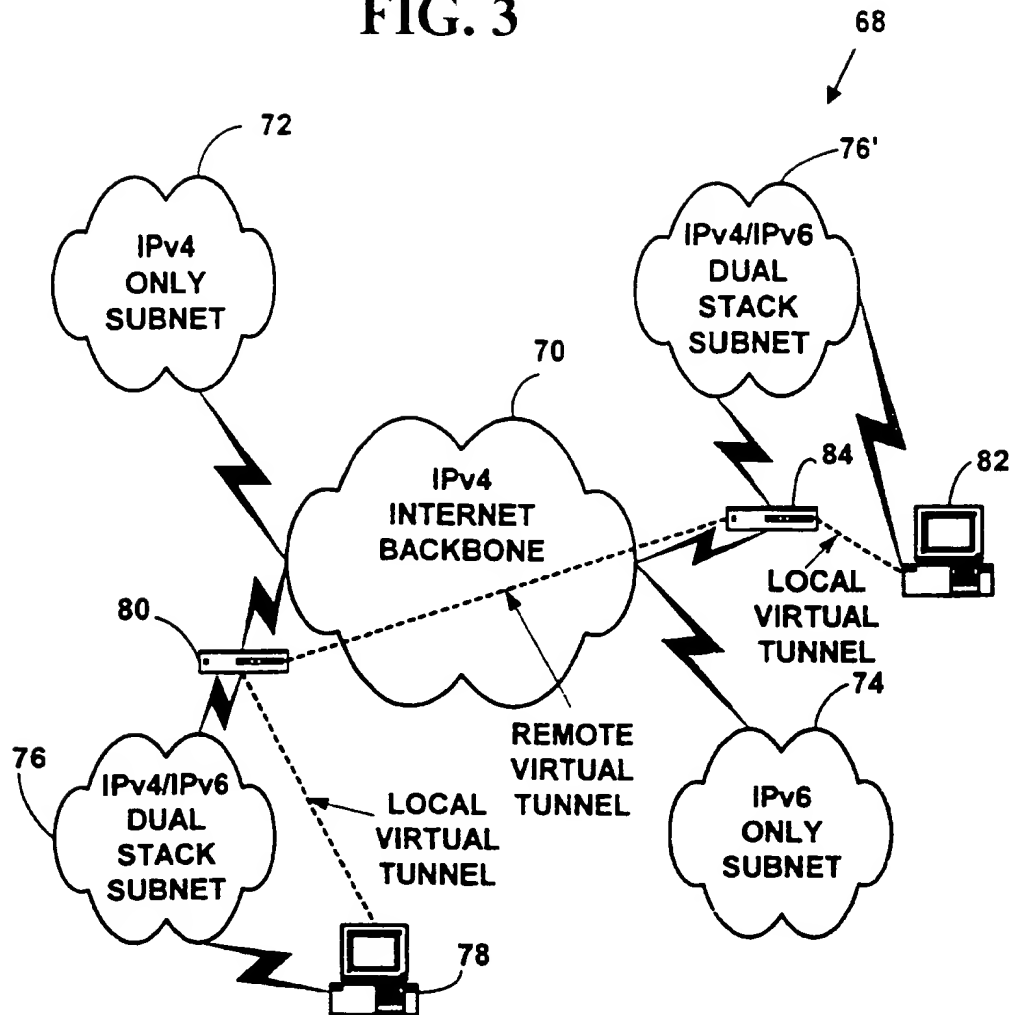 FIG. 3
68
72
76'
IPv4
ONLY
SUBNET
IPv4/IPv6
DUAL
STACK
SUBNET
70
84
82
IPv4
INTERNET
BACKBONE
LOCAL
VIRTUAL
TUNNEL
80
74
REMOTE
VIRTUAL
TUNNEL
76
IPv4/IPv6
DUAL
STACK
SUBNET
LOCAL
VIRTUAL
TUNNEL
IPv6
ONLY
SUBNET
78